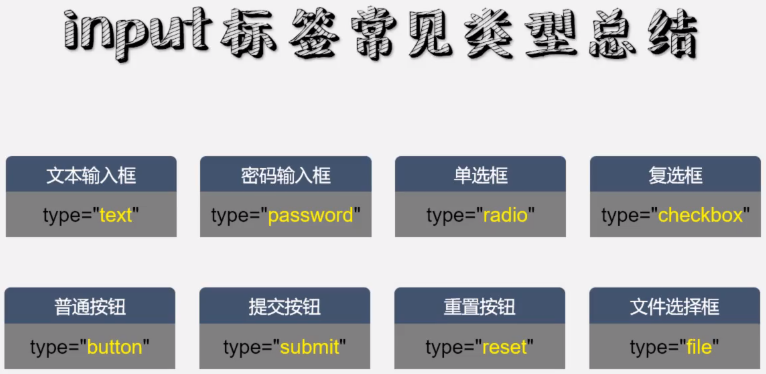 input标签常见类型总结
文本输入框 密码输入框 单选框 复选框
type="text" type="password" type="radio" type="checkbox"
普通按钮 提交按钮 重置按钮 文件选择框
type="button" type="submit" type="reset" type="file"